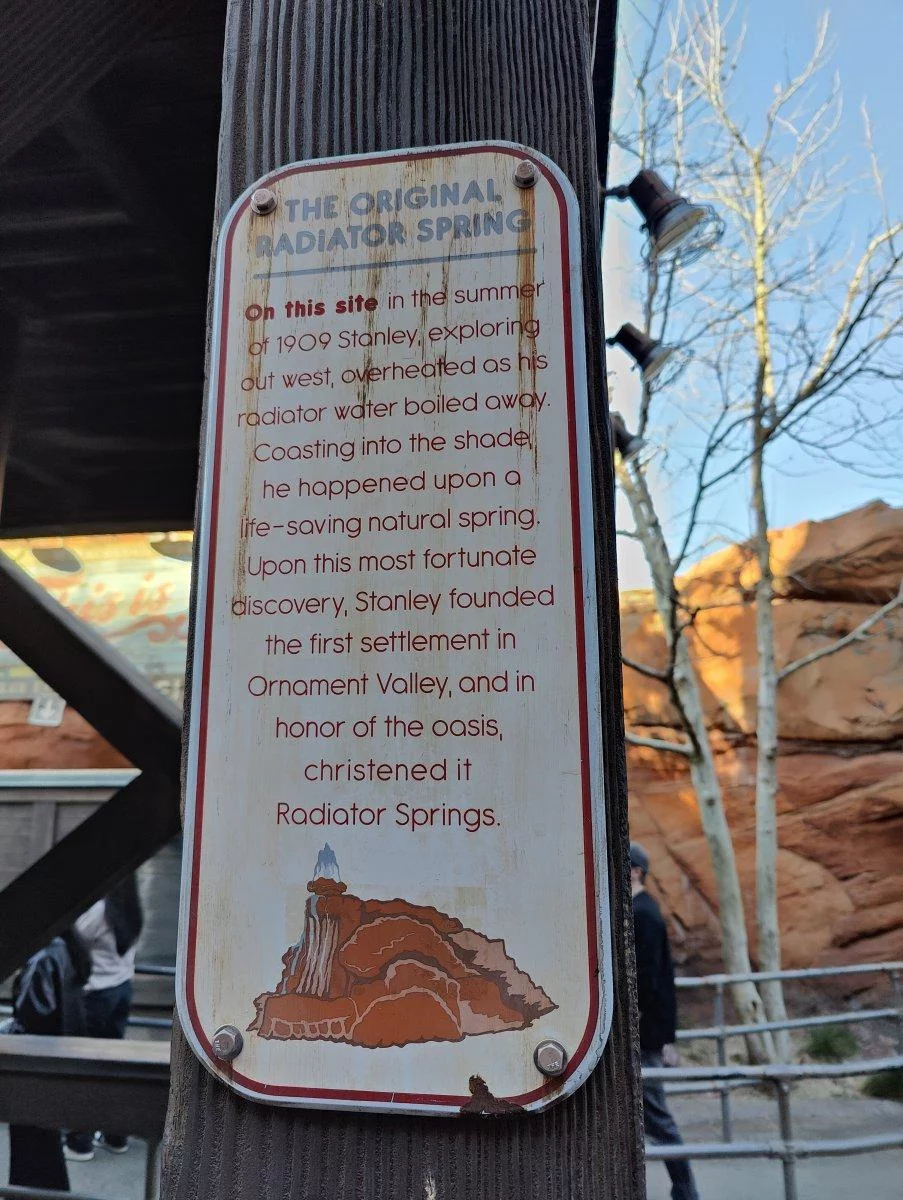 THE ORIGINAL
RADIATOR SPRING
On this site in the summer
of 1909 Stanley, exploring
out west, overheated as his
radiator water boiled away.
Coasting into the shade
he happened upon a
life-saving natural spring.
Upon this most fortunate
discovery, Stanley founded
the first settlement in
Ornament Valley, and in
honor of the oasis,
christened it
Radiator Springs.
This is